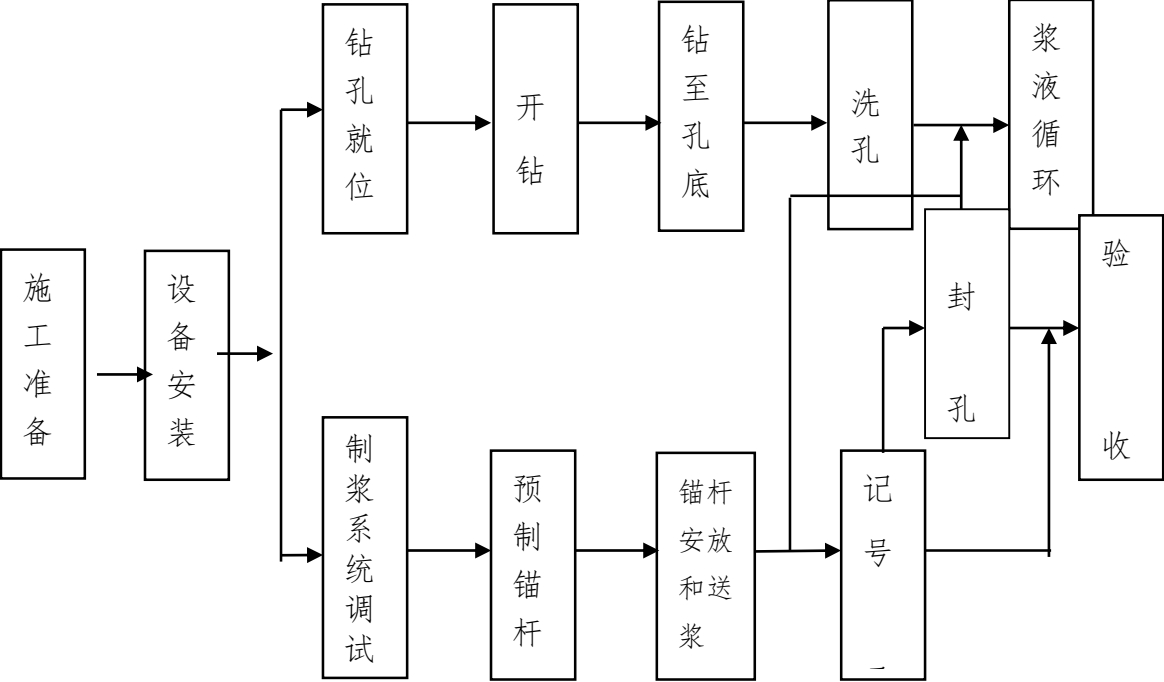 钻孔就位
开钻
钻至孔底
洗孔
浆液循环
施工准备
设备安装
封孔
验收
制浆系统调试
预制锚杆
锚杆安放和送浆
记号